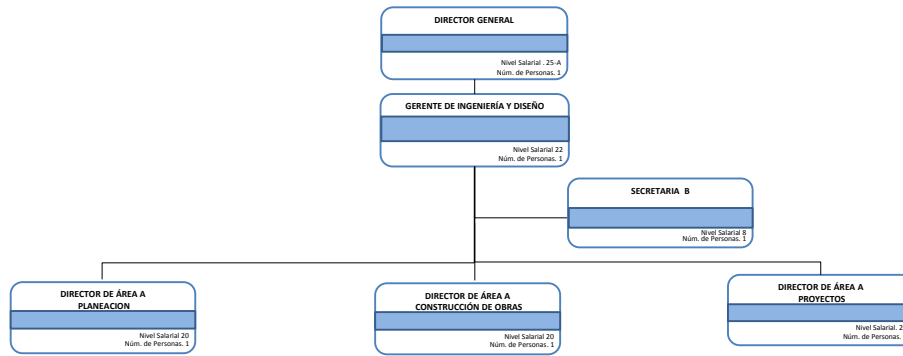 DIRECTOR GENERAL
Nivel Salarial . 25-A
Núm. de Personas. 1
GERENTE DE INGENIERÍA Y DISEÑO
Nivel Salarial 22
Núm. de Personas. 1
SECRETARIA B
Nivel Salarial 8
Núm. de Personas. 1
DIRECTOR DE ÁREA A
PLANEACION
Nivel Salarial 20
Núm. de Personas. 1
DIRECTOR DE ÁREA A
CONSTRUCCIÓN DE OBRAS
Nivel Salarial 20
Núm. de Personas. 1
DIRECTOR DE ÁREA A
PROYECTOS
Nivel Salarial. 2
Núm. de Personas.